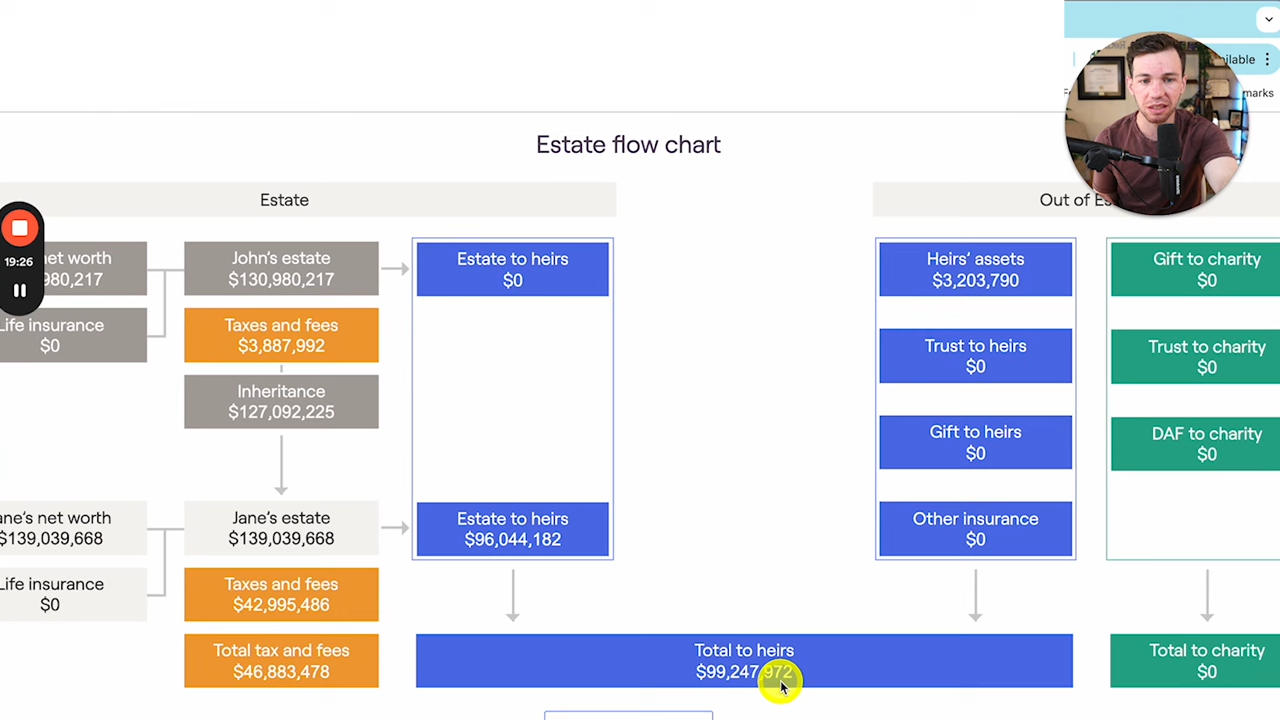 ailable
marks
Estate flow chart
Estate
Out of Es
19:26
net worth
980,217
Life insurance
$0
John's estate
$130,980,217
Taxes and fees
$3,887,992
Inheritance
$127,092,225
Estate to heirs
$0
Heirs' assets
$3,203,790
Trust to heirs
$0
Gift to heirs
$0
Other insurance
$0
Gift to charity
$0
Trust to charity
$0
DAF to charity
$0
ane's net worth
$139,039,668
Life insurance
$0
Jane's estate
$139,039,668
Taxes and fees
$42,995,486
Total tax and fees
$46,883,478
Estate to heirs
$96,044,182
Total to heirs
$99,247,972
Total to charity
$0